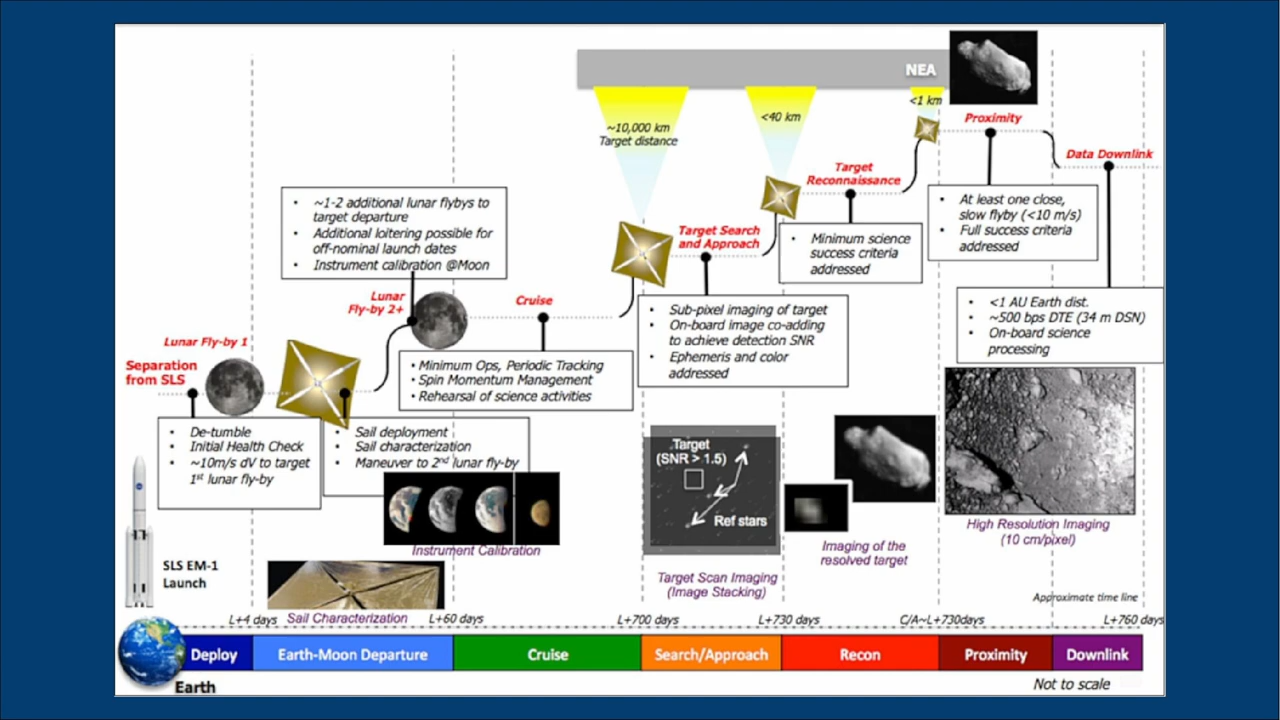 NEA
~10,000 km
Target distance
<40 km
<1 km
Proximity
Data Downlink
Target
Reconnaissance
• At least one close,
slow flyby (<10 m/s)
• Full success criteria
addressed
• ~1-2 additional lunar flybys to
target departure
• Additional loitering possible for
off-nominal launch dates
• Instrument calibration @Moon
Target Search
and Approach
• Minimum science
success criteria
addressed
Lunar
Fly-by 2+
Cruise
• <1 AU Earth dist.
• ~500 bps DTE (34 m DSN)
• On-board science
processing
• Sub-pixel imaging of target
• On-board image co-adding
to achieve detection SNR
• Ephemeris and color
addressed
Lunar Fly-by 1
Separation
from SLS
• Minimum Ops, Periodic Tracking
• Spin Momentum Management
• Rehearsal of science activities
• De-tumble
• Initial Health Check
• ~10m/s dV to target
1st lunar fly-by
• Sail deployment
• Sail characterization
• Maneuver to 2nd lunar fly-by
Target
(SNR > 1.5)
Ref stars
High Resolution Imaging
(10 cm/pixel)
Instrument Calibration
Imaging of the
resolved target
SLS EM-1
Launch
Target Scan Imaging
(Image Stacking)
Approximate time line
Sail Characterization
L+4 days
L+60 days
L+700 days
L+730 days
C/A~L+730days
L+760 days
Deploy
Earth-Moon Departure
Cruise
Search/Approach
Recon
Proximity
Downlink
Earth
Not to scale